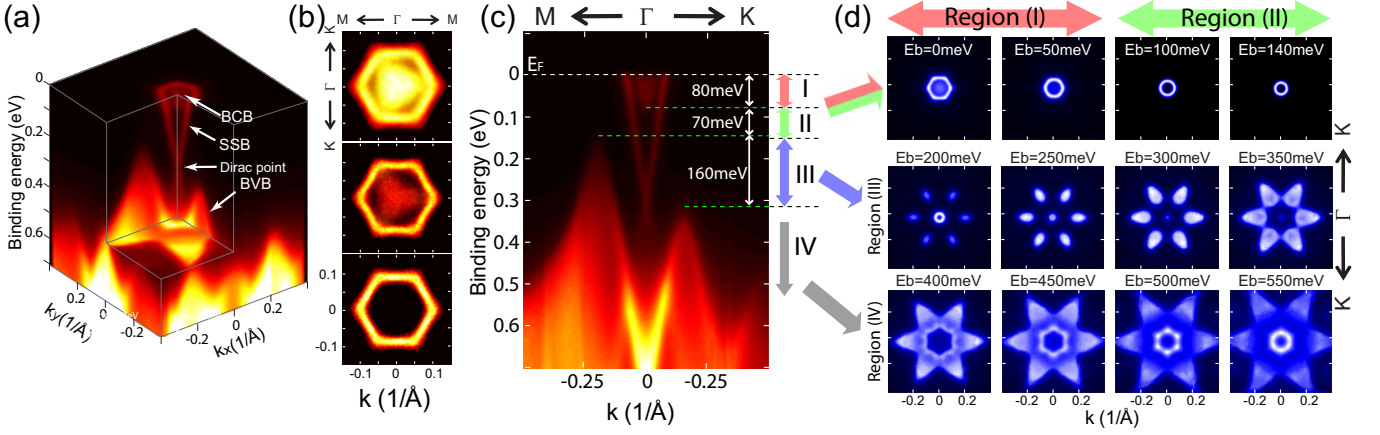 (a)
0
0.2
0.4
0.6
Binding energy (eV)
BCB
SSB
Dirac point
BVB
0.2
0
-0.2
ky(1/Å)
-0.2
0
0.2
kx(1/Å)
(b)
M Γ M
K
Γ
K
0.1
0
-0.1
-0.1 0 0.1
k (1/Å)
(c)
M Γ K
EF
0
0.1
0.2
0.3
0.4
0.5
0.6
Binding energy (eV)
80meV
70meV
160meV
I
II
III
IV
-0.25 0 -0.25
k (1/Å)
(d)
Region (I) Region (II)
Eb=0meV Eb=50meV Eb=100meV Eb=140meV
Region (III)
Eb=200meV Eb=250meV Eb=300meV Eb=350meV
Region (IV)
Eb=400meV Eb=450meV Eb=500meV Eb=550meV
K
Γ
K
-0.2 0 0.2 -0.2 0 0.2 -0.2 0 0.2 -0.2 0 0.2
k (1/Å)